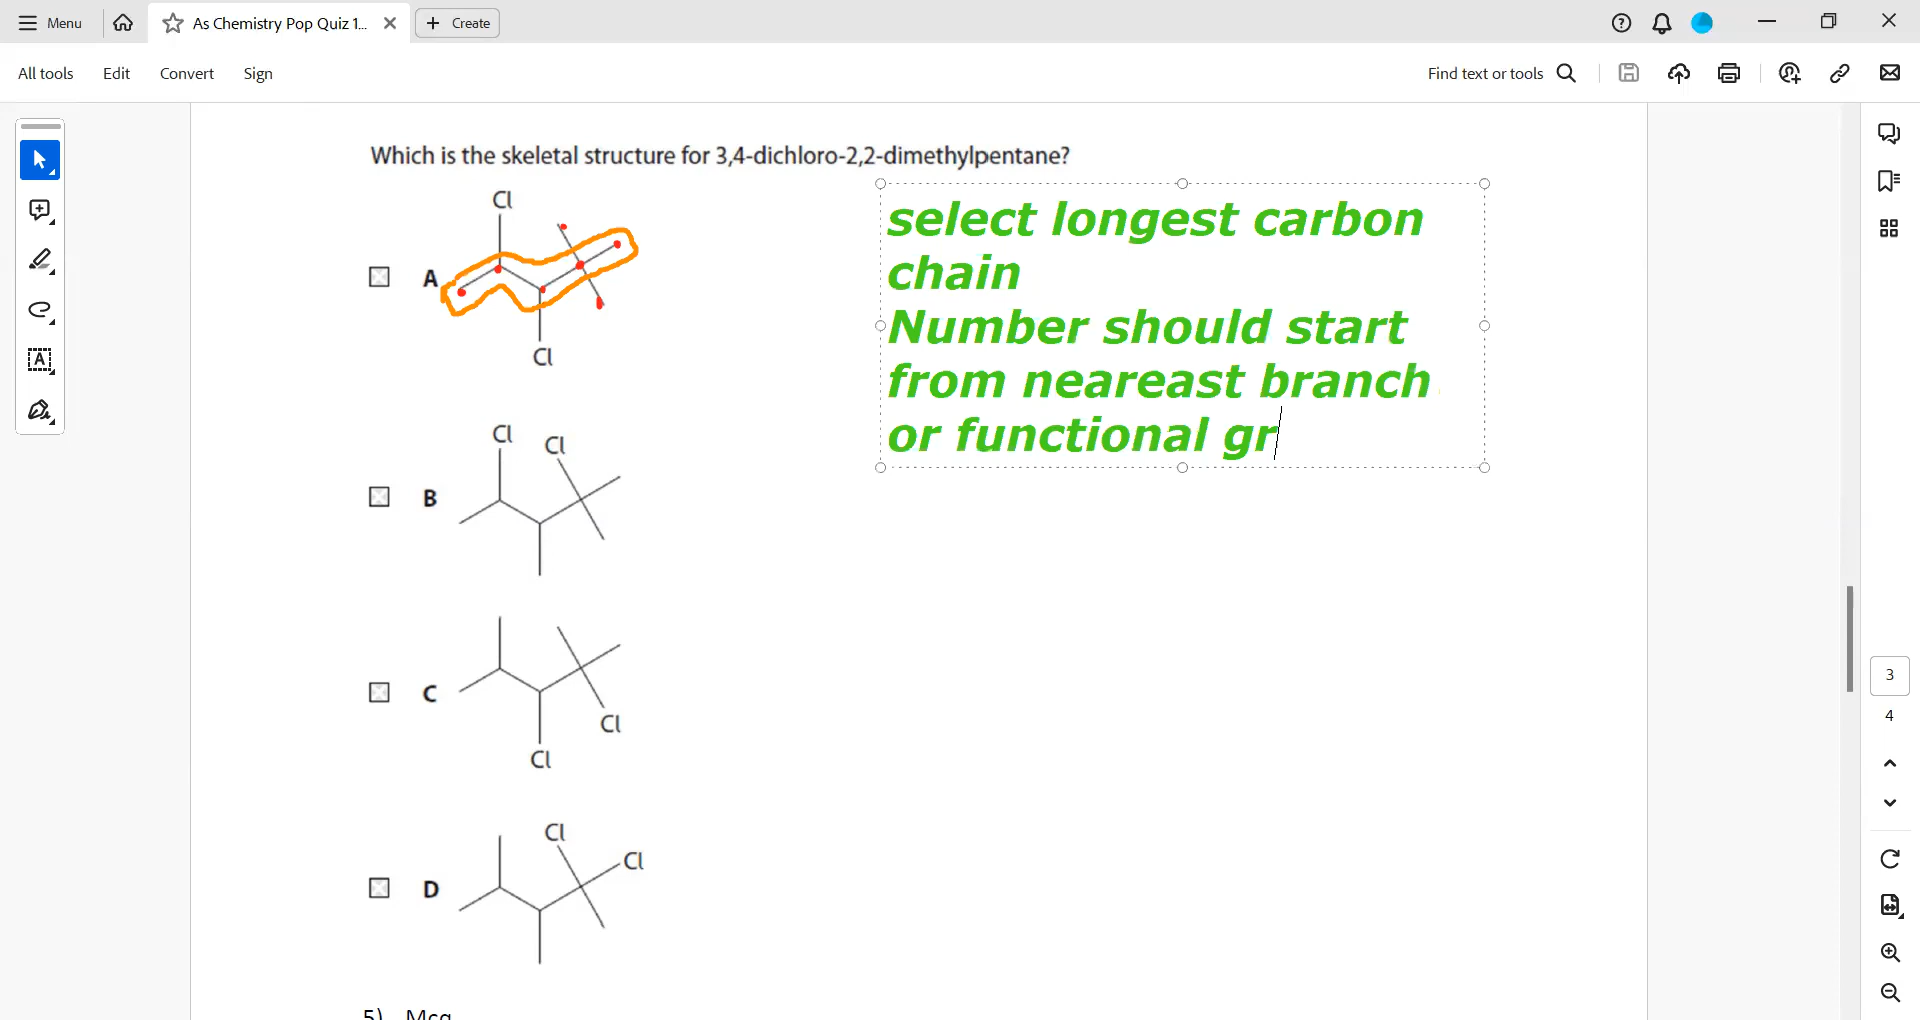 Menu
As Chemistry Pop Quiz 1...
Create
All tools
Edit
Convert
Sign
Find text or tools
Which is the skeletal structure for 3,4-dichloro-2,2-dimethylpentane?
Cl
A
Cl
select longest carbon
chain
Number should start
from neareast branch
or functional gr
Cl
Cl
B
C
Cl
Cl
Cl
Cl
D
3
4
5) Mcq